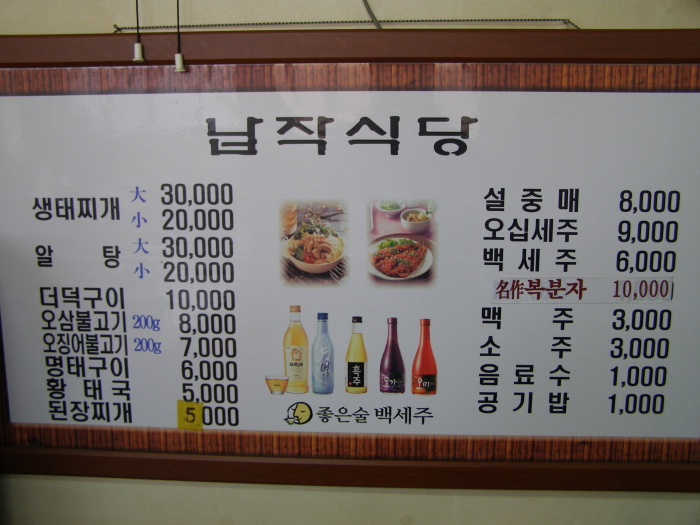 납작식당
생태찌개 大 30,000
小 20,000
알 탕 大 30,000
小 20,000
더덕구이 10,000
오삼불고기 200g 8,000
오징어불고기 200g 7,000
명태구이 6,000
황태국 5,000
된장찌개 5,000
흑주
좋은술 백세주
설중매 8,000
오십세주 9,000
백세주 6,000
名作복분자 10,000
맥주 3,000
소주 3,000
음료수 1,000
공기밥 1,000